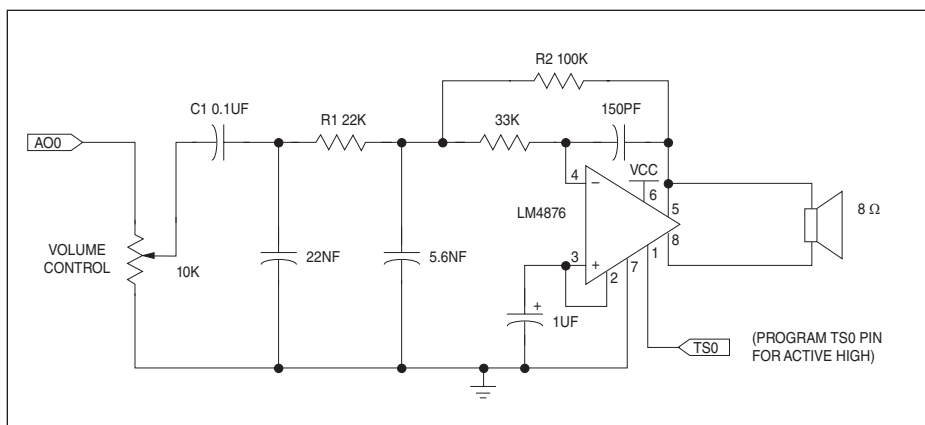 R2 100K
C1 0.1UF
R1 22K
33K
150PF
AO0
VCC
4
−
6
LM4876
5
8
8 Ω
VOLUME
CONTROL
10K
22NF
5.6NF
3
+
2
7
1
+
1UF
TS0
(PROGRAM TS0 PIN
FOR ACTIVE HIGH)